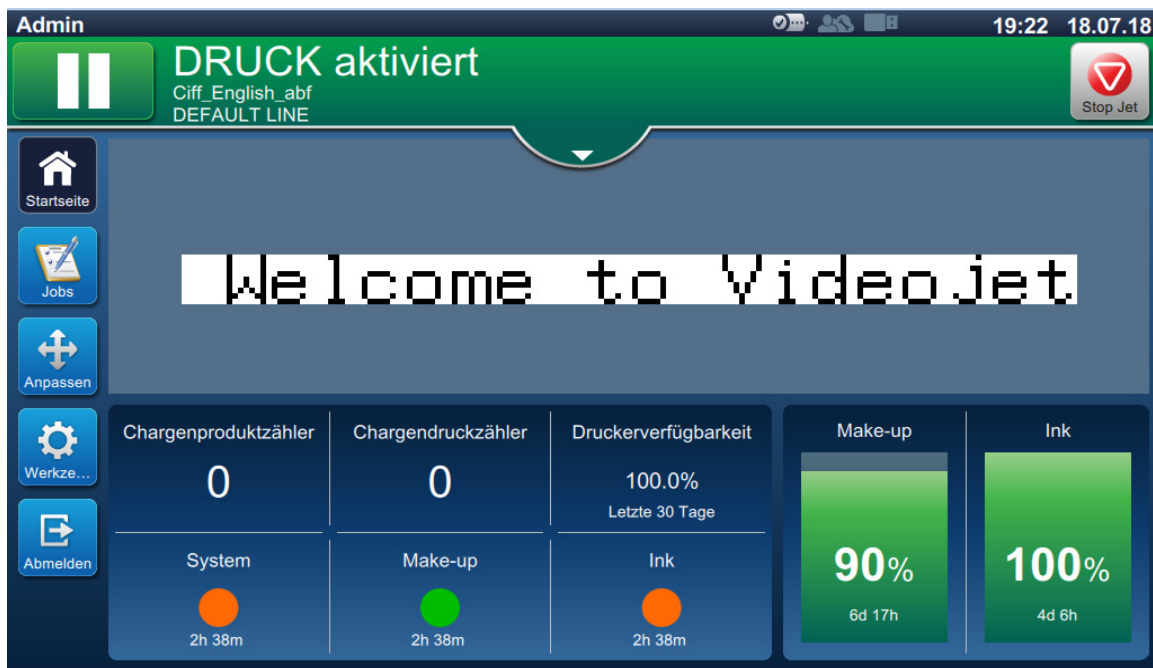 Admin
19:22 18.07.18
DRUCK aktiviert
Ciff_English_abf
DEFAULT LINE
Stop Jet
Startseite
Jobs
Anpassen
Werkze...
Abmelden
Welcome to Videojet
Chargenproduktzähler
0
Chargendruckzähler
0
Druckerverfügbarkeit
100.0%
Letzte 30 Tage
System
2h 38m
Make-up
2h 38m
Ink
2h 38m
Make-up
90%
6d 17h
Ink
100%
4d 6h